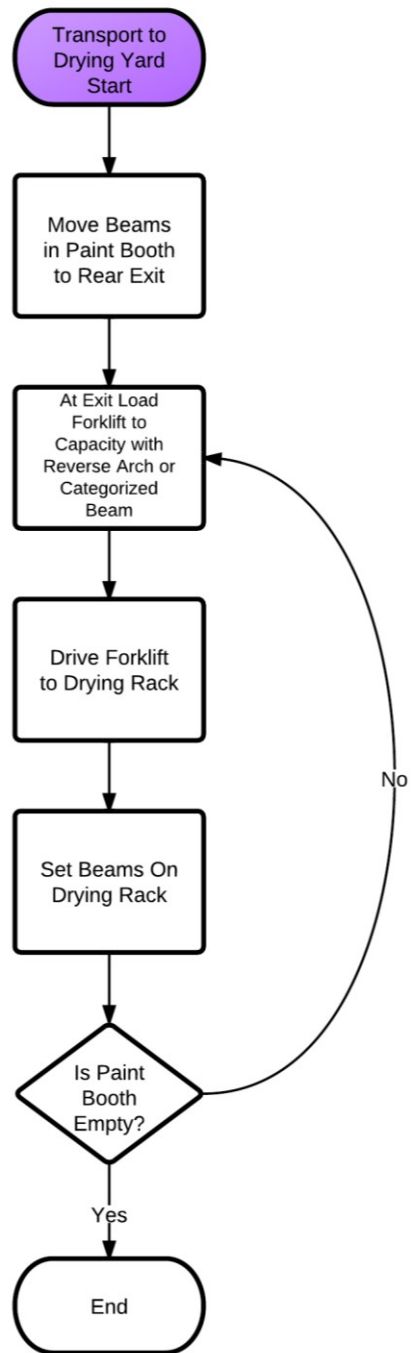 Transport to
Drying Yard
Start
Move Beams
in Paint Booth
to Rear Exit
At Exit Load
Forklift to
Capacity with
Reverse Arch or
Categorized
Beam
Drive Forklift
to Drying Rack
No
Set Beams On
Drying Rack
Is Paint
Booth
Empty?
Yes
End